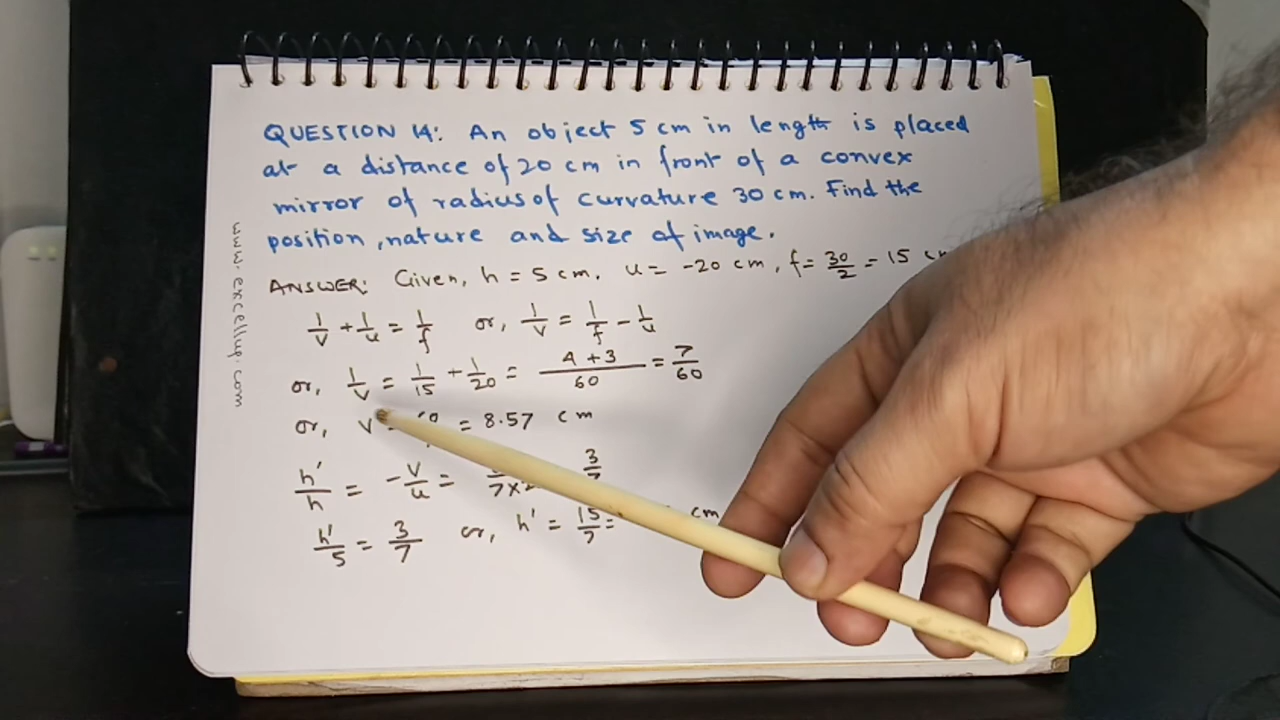 QUESTION 14: An object 5 cm in length is placed
at a distance of 20 cm in front of a convex
mirror of radius of curvature 30 cm. Find the
position, nature and size of image.
ANSWER: Given, h = 5 cm, u = -20 cm, f = 30/2 = 15
1/v + 1/u = 1/f or, 1/v = 1/f - 1/u
or, 1/v = 1/15 + 1/20 = (4+3)/60 = 7/60
or, v = = 8.57 cm
h'/h = -v/u = 3/7
h'/5 = 3/7 or, h' = 15/7 = cm
www.excellup.com